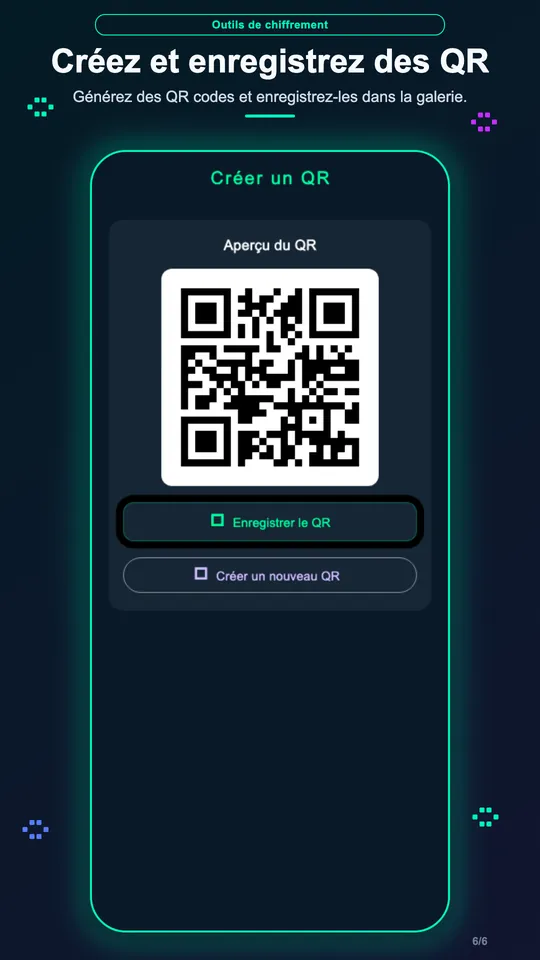 Outils de chiffrement
Créez et enregistrez des QR
Générez des QR codes et enregistrez-les dans la galerie.
Créer un QR
Aperçu du QR
Enregistrer le QR
Créer un nouveau QR
6/6